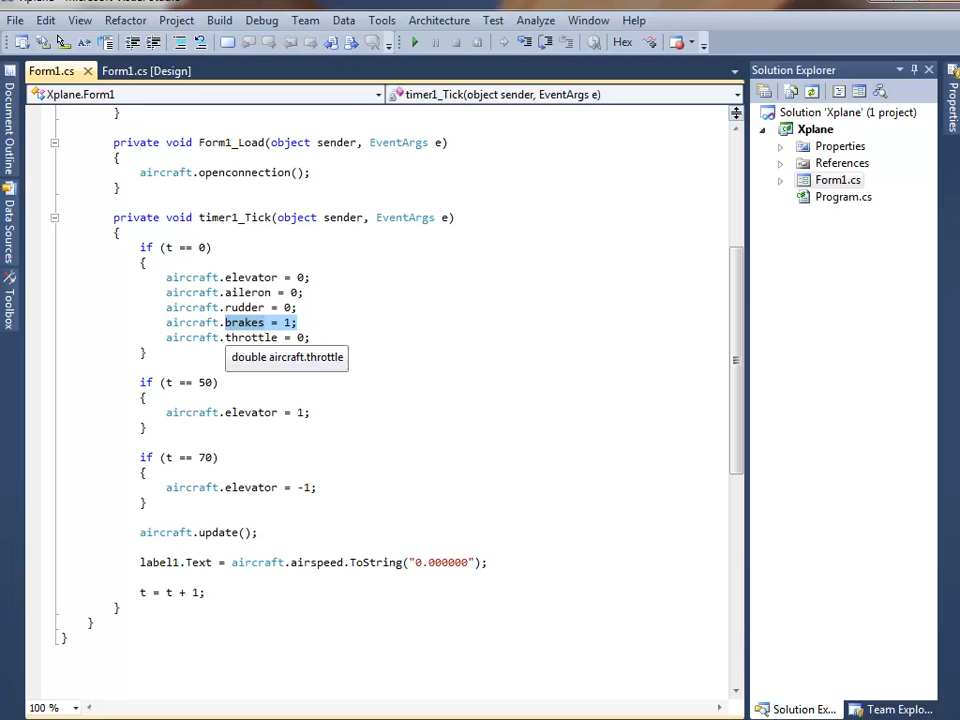 File Edit View Refactor Project Build Debug Team Data Tools Architecture Test Analyze Window Help
Hex
Form1.cs Form1.cs [Design]
Xplane.Form1 timer1_Tick(object sender, EventArgs e)
}
private void Form1_Load(object sender, EventArgs e)
{
aircraft.openconnection();
}
private void timer1_Tick(object sender, EventArgs e)
{
if (t == 0)
{
aircraft.elevator = 0;
aircraft.aileron = 0;
aircraft.rudder = 0;
aircraft.brakes = 1;
aircraft.throttle = 0;
}
double aircraft.throttle
if (t == 50)
{
aircraft.elevator = 1;
}
if (t == 70)
{
aircraft.elevator = -1;
}
aircraft.update();
label1.Text = aircraft.airspeed.ToString("0.000000");
t = t + 1;
}
}
}
100 %
Document Outline
Data Sources
Toolbox
Solution Explorer
Solution 'Xplane' (1 project)
Xplane
Properties
References
Form1.cs
Program.cs
Solution Ex...
Team Explo...
Properties